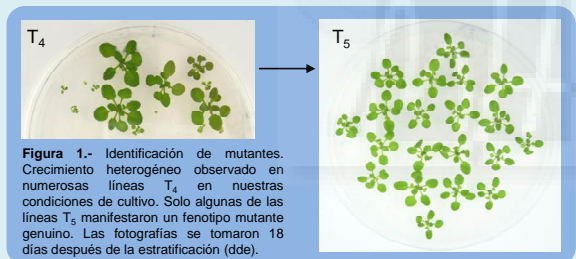 T4
T5
Figura 1.- Identificación de mutantes.
Crecimiento heterogéneo observado en
numerosas líneas T4 en nuestras
condiciones de cultivo. Solo algunas de las
líneas T5 manifestaron un fenotipo mutante
genuino. Las fotografías se tomaron 18
días después de la estratificación (dde).